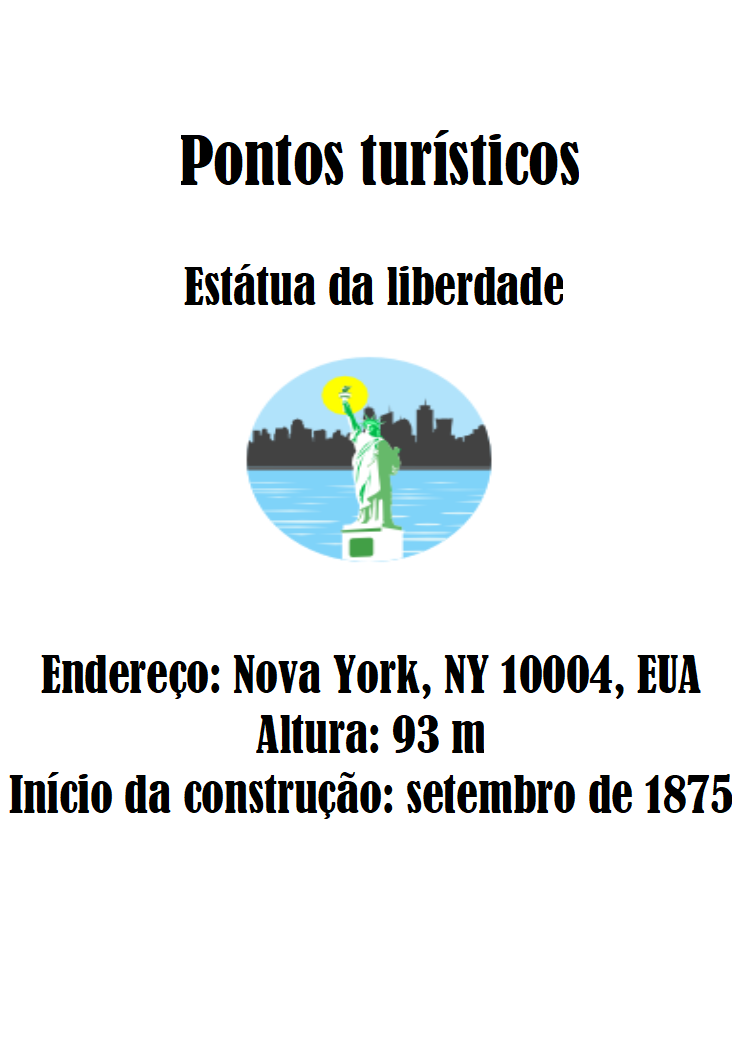 Pontos turísticos
Estátua da liberdade
Endereço: Nova York, NY 10004, EUA
Altura: 93 m
Início da construção: setembro de 1875